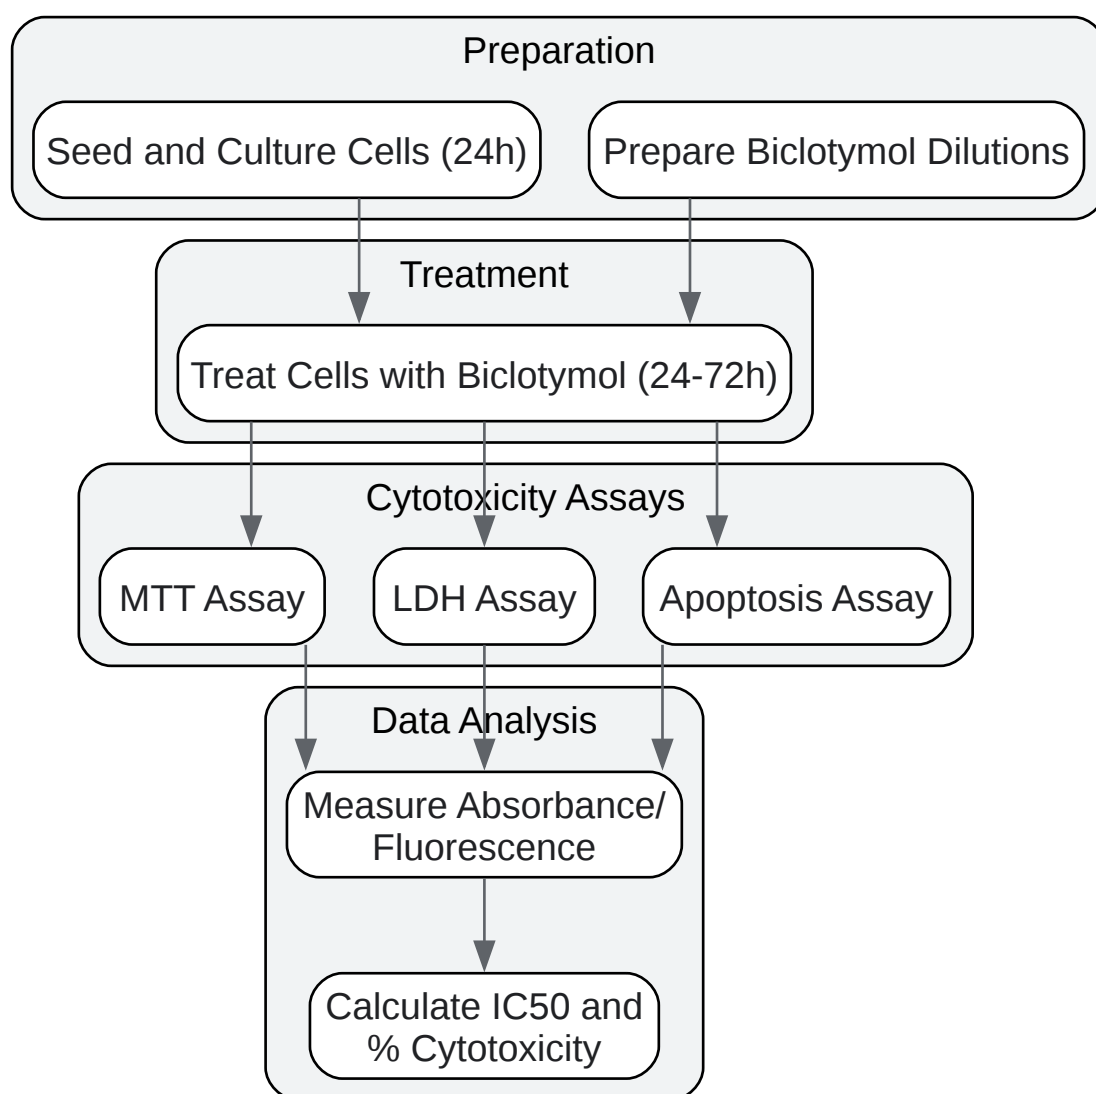 Preparation
Seed and Culture Cells (24h)
Prepare Biclotymol Dilutions
Treatment
Treat Cells with Biclotymol (24-72h)
Cytotoxicity Assays
MTT Assay
LDH Assay
Apoptosis Assay
Data Analysis
Measure Absorbance/
Fluorescence
Calculate IC50 and
% Cytotoxicity